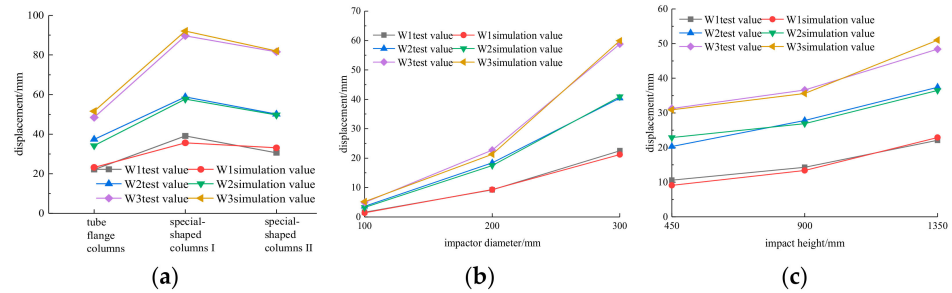 100
80
60
40
20
0
displacement/mm
W1test value W1simulation value
W2test value W2simulation value
W3test value W3simulation value
tube flange columns
special-shaped columns I
special-shaped columns II
(a)
70
60
50
40
30
20
10
0
displacement/mm
W1test value W1simulation value
W2test value W2simulation value
W3test value W3simulation value
100 200 300
impactor diameter/mm
(b)
60
50
40
30
20
10
0
displacement/mm
W1test value W1simulation value
W2test value W2simulation value
W3test value W3simulation value
450 900 1350
impact height/mm
(c)